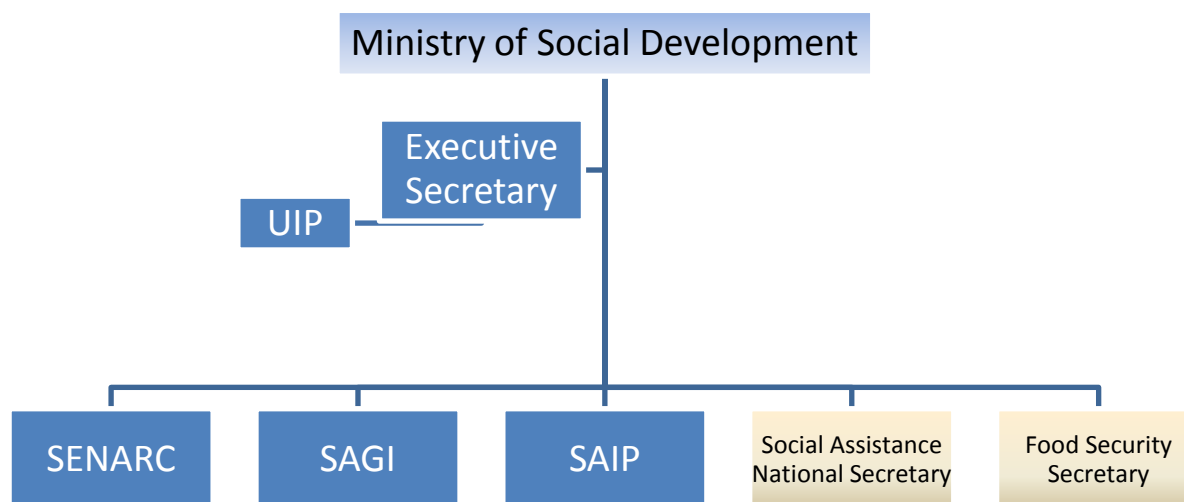 Ministry of Social Development
Executive
Secretary
UIP
SENARC
SAGI
SAIP
Social Assistance
National Secretary
Food Security
Secretary